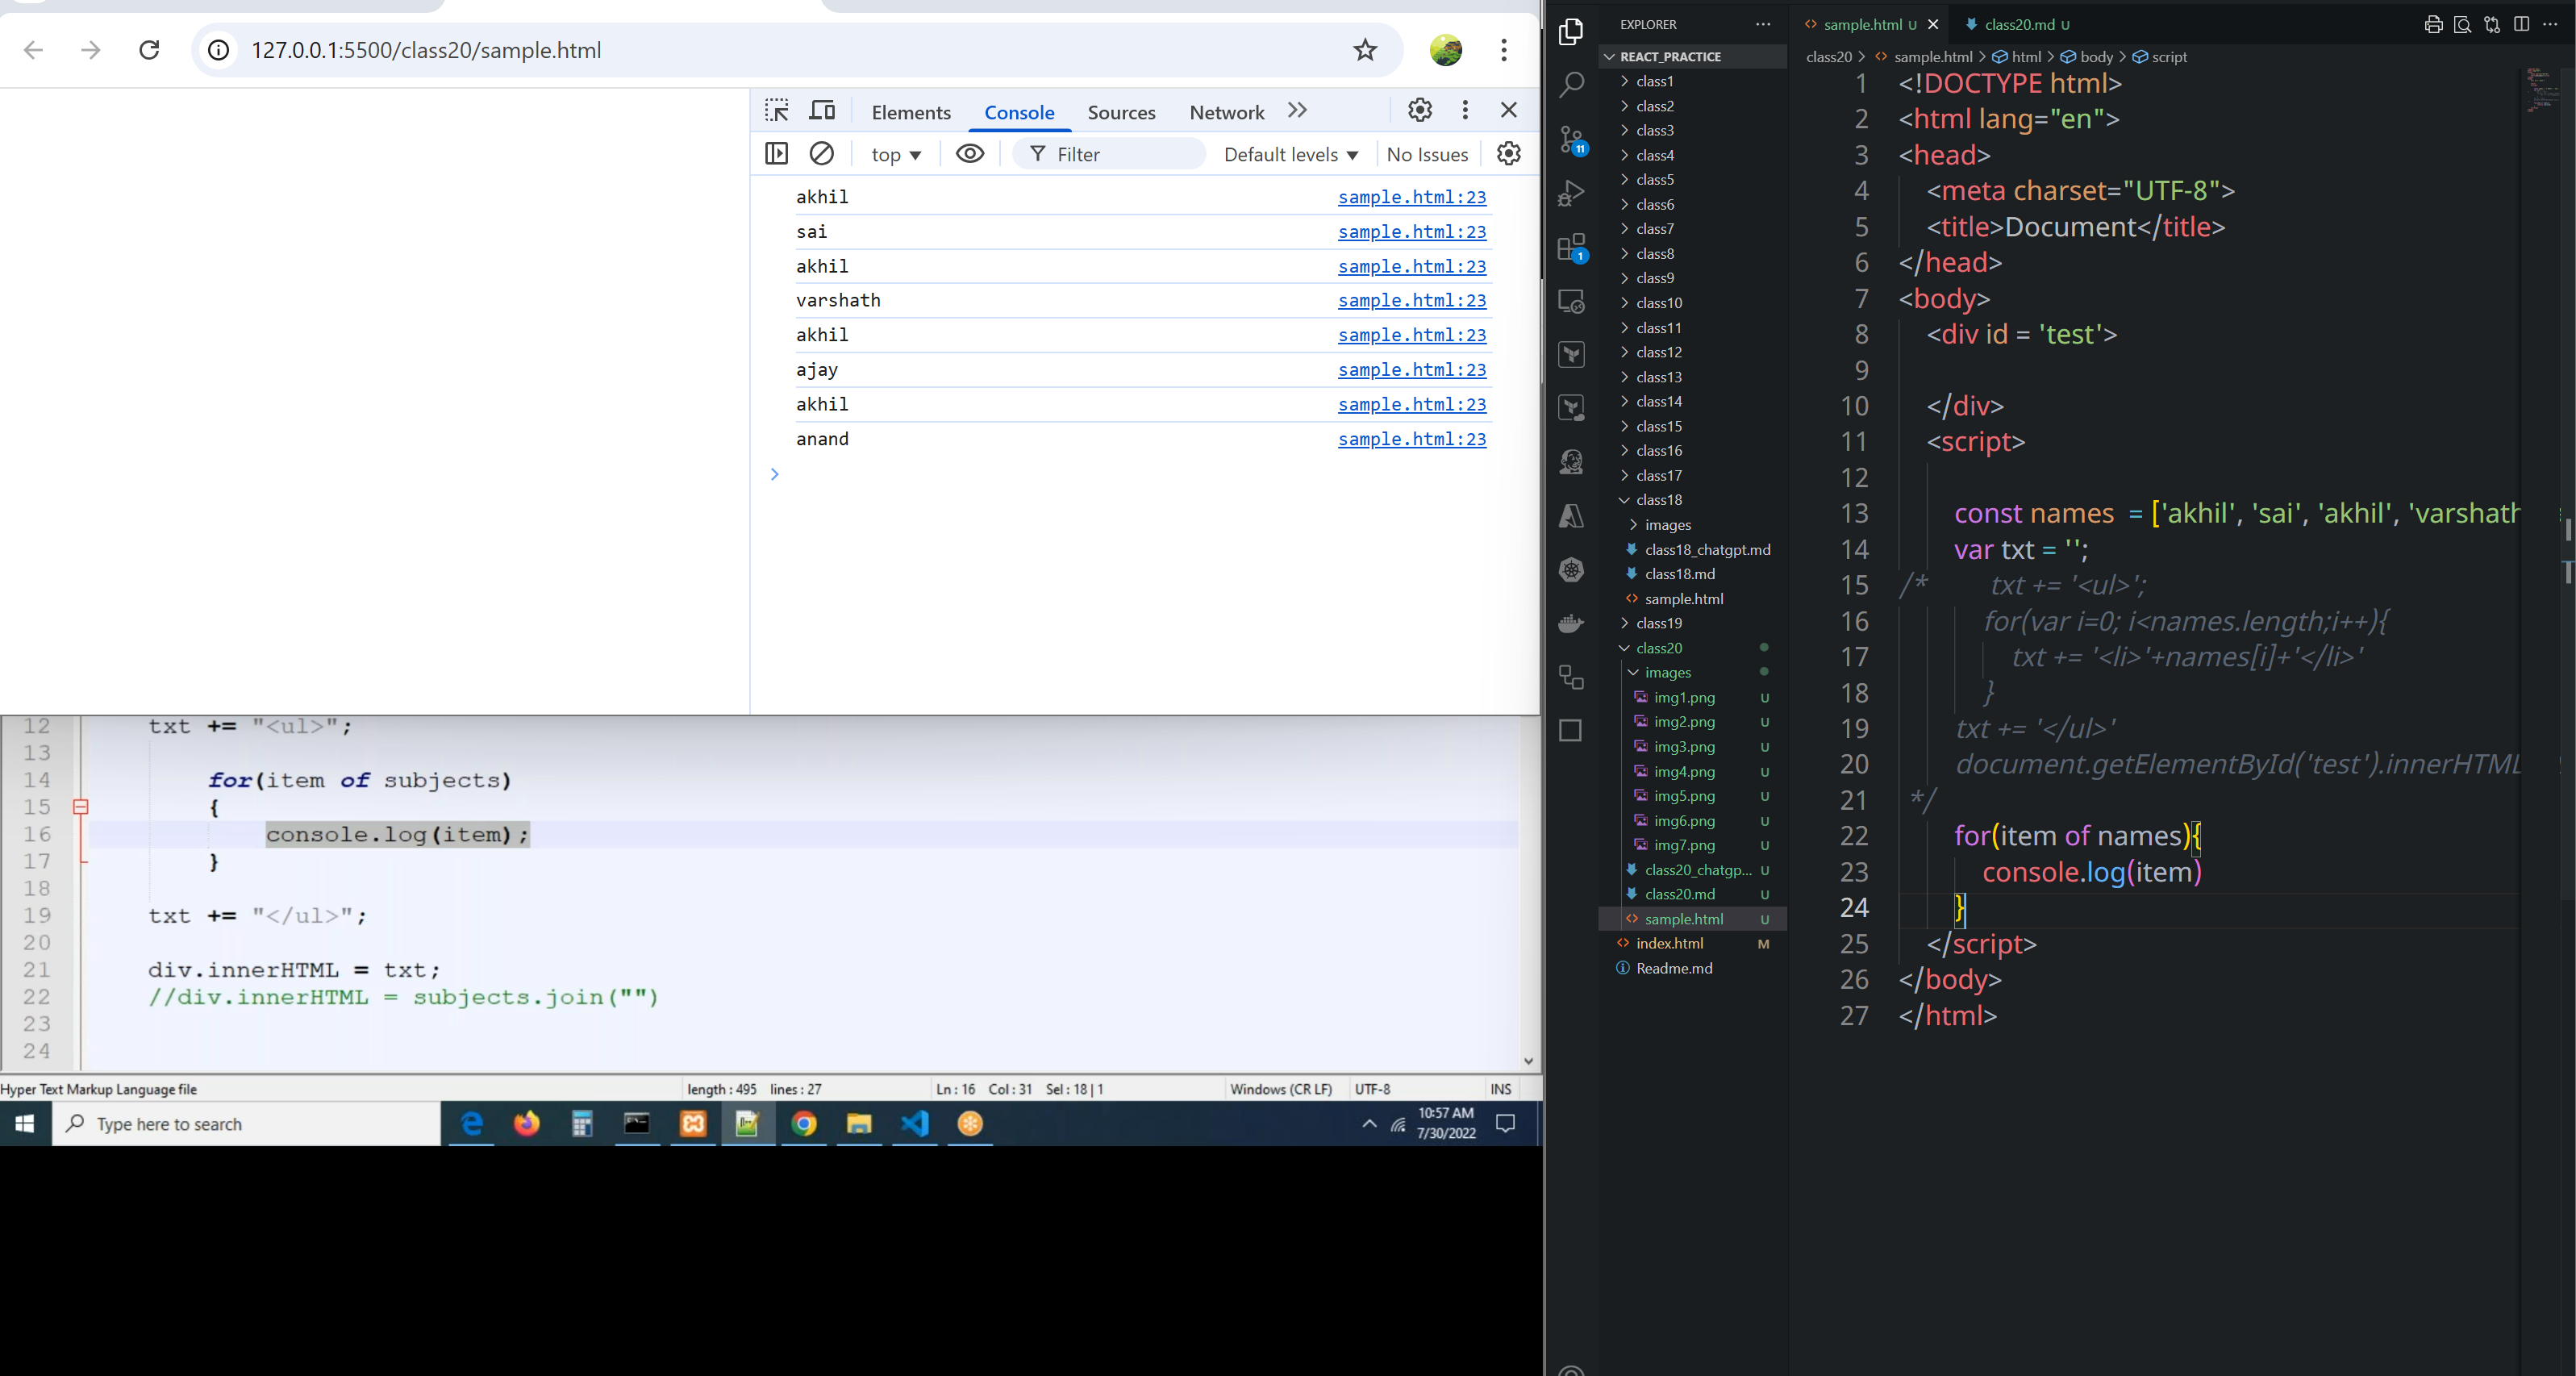 127.0.0.1:5500/class20/sample.html
Elements Console Sources Network
top Filter Default levels No Issues
akhil sample.html:23
sai sample.html:23
akhil sample.html:23
varshath sample.html:23
akhil sample.html:23
ajay sample.html:23
akhil sample.html:23
anand sample.html:23
12 txt += "<ul>";
13
14 for(item of subjects)
15 {
16 console.log(item);
17 }
18
19 txt += "</ul>";
20
21 div.innerHTML = txt;
22 //div.innerHTML = subjects.join("")
23
24
Hyper Text Markup Language file length : 495 lines : 27 Ln : 16 Col : 31 Sel : 18 | 1 Windows (CR LF) UTF-8 INS
Type here to search
10:57 AM
7/30/2022
11
1
EXPLORER
REACT_PRACTICE
class1
class2
class3
class4
class5
class6
class7
class8
class9
class10
class11
class12
class13
class14
class15
class16
class17
class18
images
class18_chatgpt.md
class18.md
sample.html
class19
class20
images
img1.png U
img2.png U
img3.png U
img4.png U
img5.png U
img6.png U
img7.png U
class20_chatgp... U
class20.md U
sample.html U
index.html M
Readme.md
sample.html U class20.md U
class20 > sample.html > html > body > script
1 <!DOCTYPE html>
2 <html lang="en">
3 <head>
4 <meta charset="UTF-8">
5 <title>Document</title>
6 </head>
7 <body>
8 <div id = 'test'>
9
10 </div>
11 <script>
12
13 const names = ['akhil', 'sai', 'akhil', 'varshath
14 var txt = '';
15 /* txt += '<ul>';
16 for(var i=0; i<names.length;i++){
17 txt += '<li>'+names[i]+'</li>'
18 }
19 txt += '</ul>'
20 document.getElementById('test').innerHTML
21 */
22 for(item of names){
23 console.log(item)
24 }
25 </script>
26 </body>
27 </html>